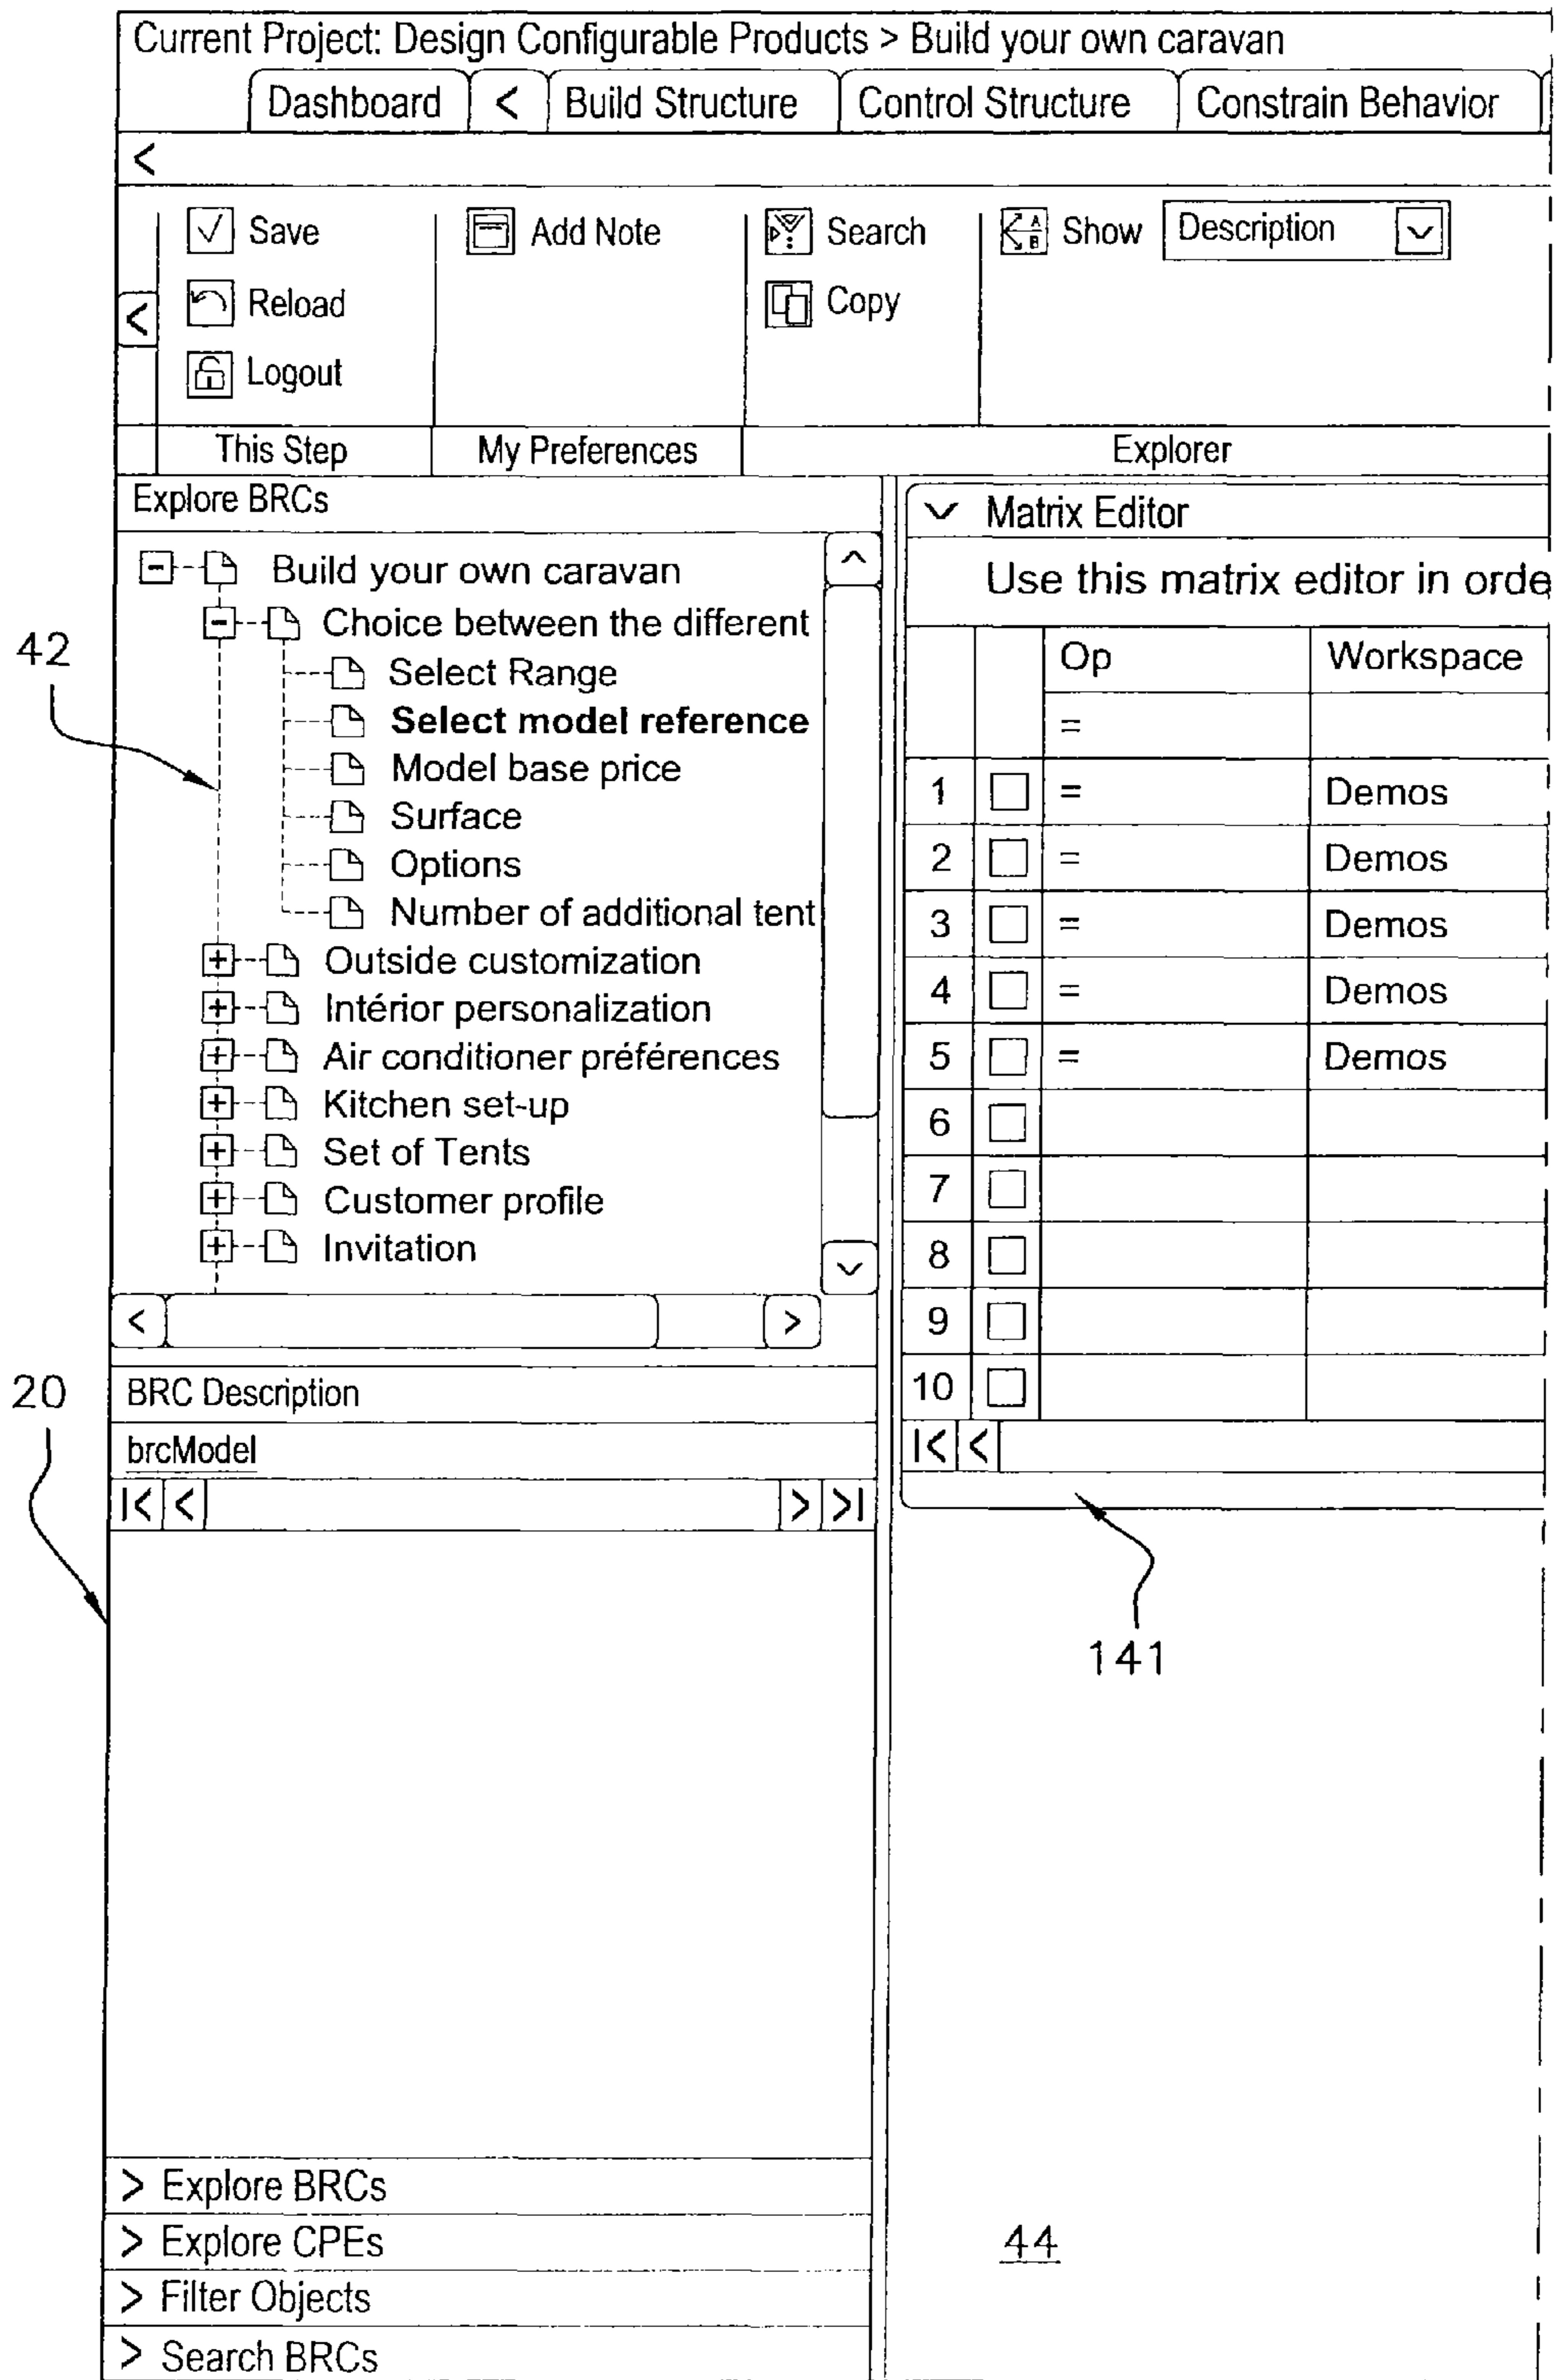 Current Project: Design Configurable Products > Build your own caravan
Dashboard < Build Structure Control Structure Constrain Behavior
<
Save Add Note Search Show Description
< Reload Copy
Logout
This Step My Preferences Explorer
Explore BRCs
Build your own caravan
Choice between the different
Select Range
Select model reference
Model base price
Surface
Options
Number of additional tent
Outside customization
Intérior personalization
Air conditioner préférences
Kitchen set-up
Set of Tents
Customer profile
Invitation
42
BRC Description
brcModel
20
> Explore BRCs
> Explore CPEs
> Filter Objects
> Search BRCs
Matrix Editor
Use this matrix editor in orde
Op Workspace
=
1 = Demos
2 = Demos
3 = Demos
4 = Demos
5 = Demos
6
7
8
9
10
141
44